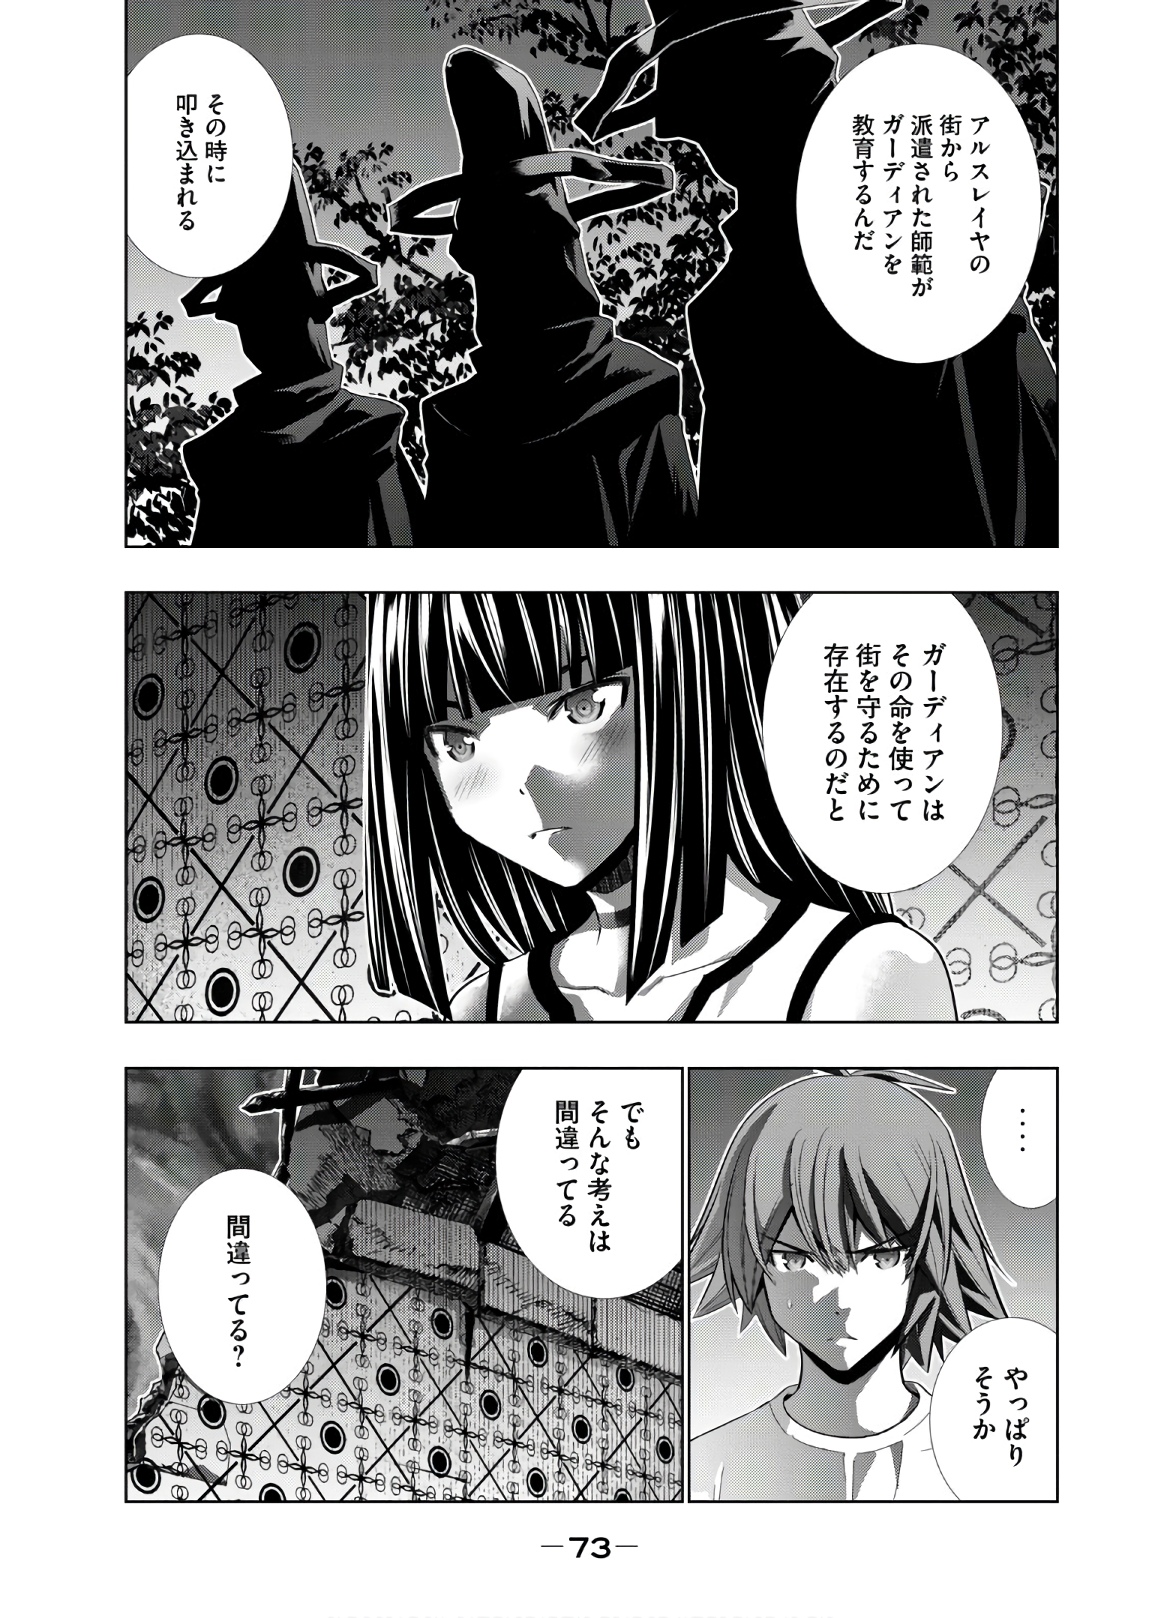 アルスレイヤの
街から
派遣された師範が
ガーディアンを
教育するんだ
その時に
叩き込まれる
ガーディアンは
その命を使って
街を守るために
存在するのだと
‥‥
やっぱり
そうか
でも
そんな考えは
間違ってる
間違ってる？
—73—